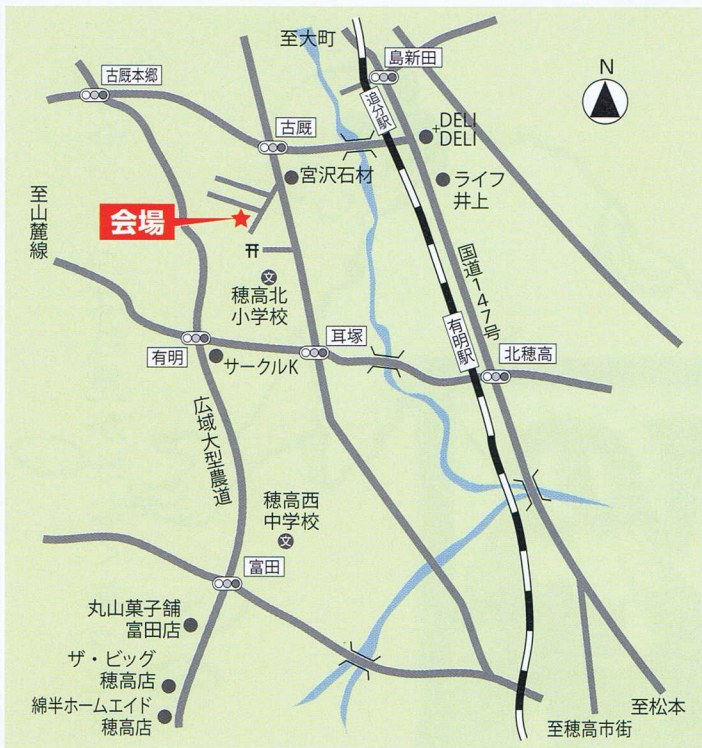 至大町
島新田
N
古厩本郷
追分駅
DELI
DELI
古厩
宮沢石材
ライフ
井上
至山麓線
会場
国道147号
穂高北
小学校
文
耳塚
有明駅
有明
サークルK
北穂高
広域大型農道
穂高西
中学校
文
富田
丸山菓子舗
富田店
ザ・ビッグ
穂高店
綿半ホームエイド
穂高店
至松本
至穂高市街